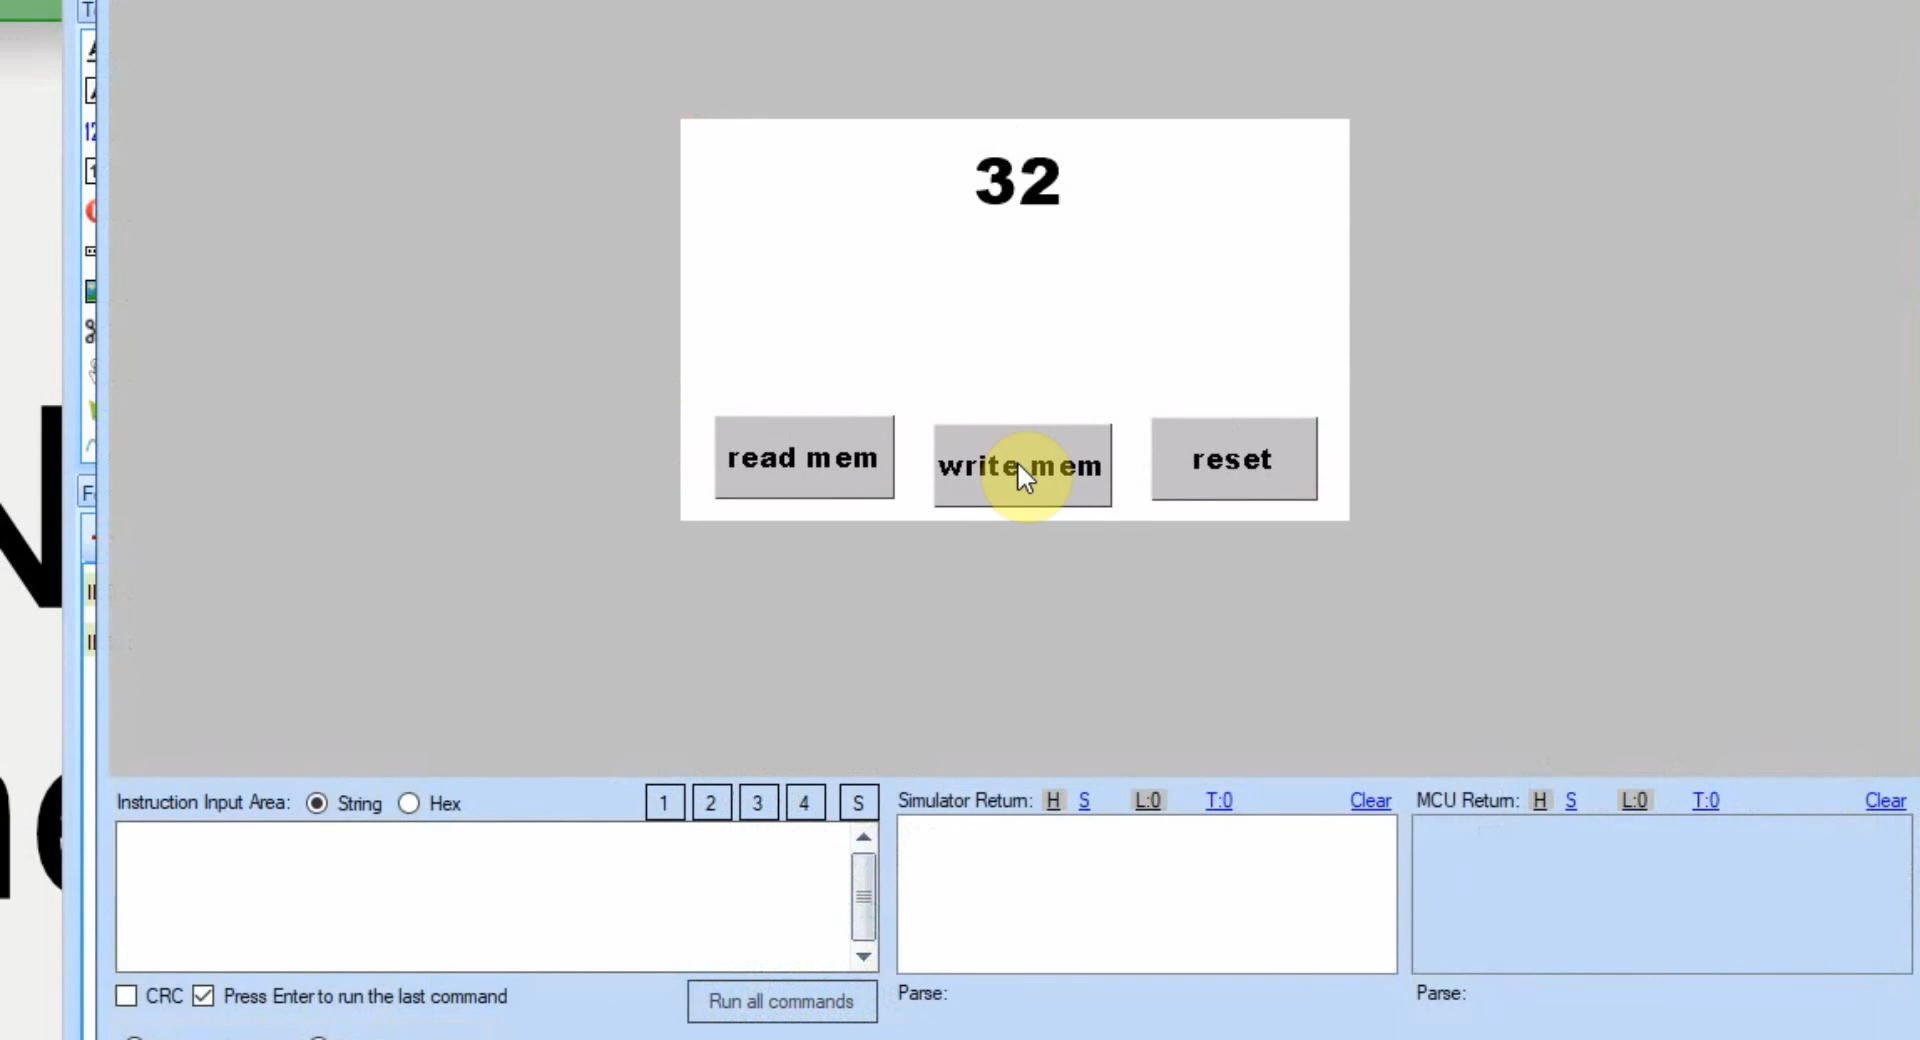 32
read mem
write mem
reset
Instruction Input Area: String Hex 1 2 3 4 S
Simulator Return: H S L:0 T:0 Clear
MCU Return: H S L:0 T:0 Clear
CRC Press Enter to run the last command
Run all commands
Parse:
Parse: